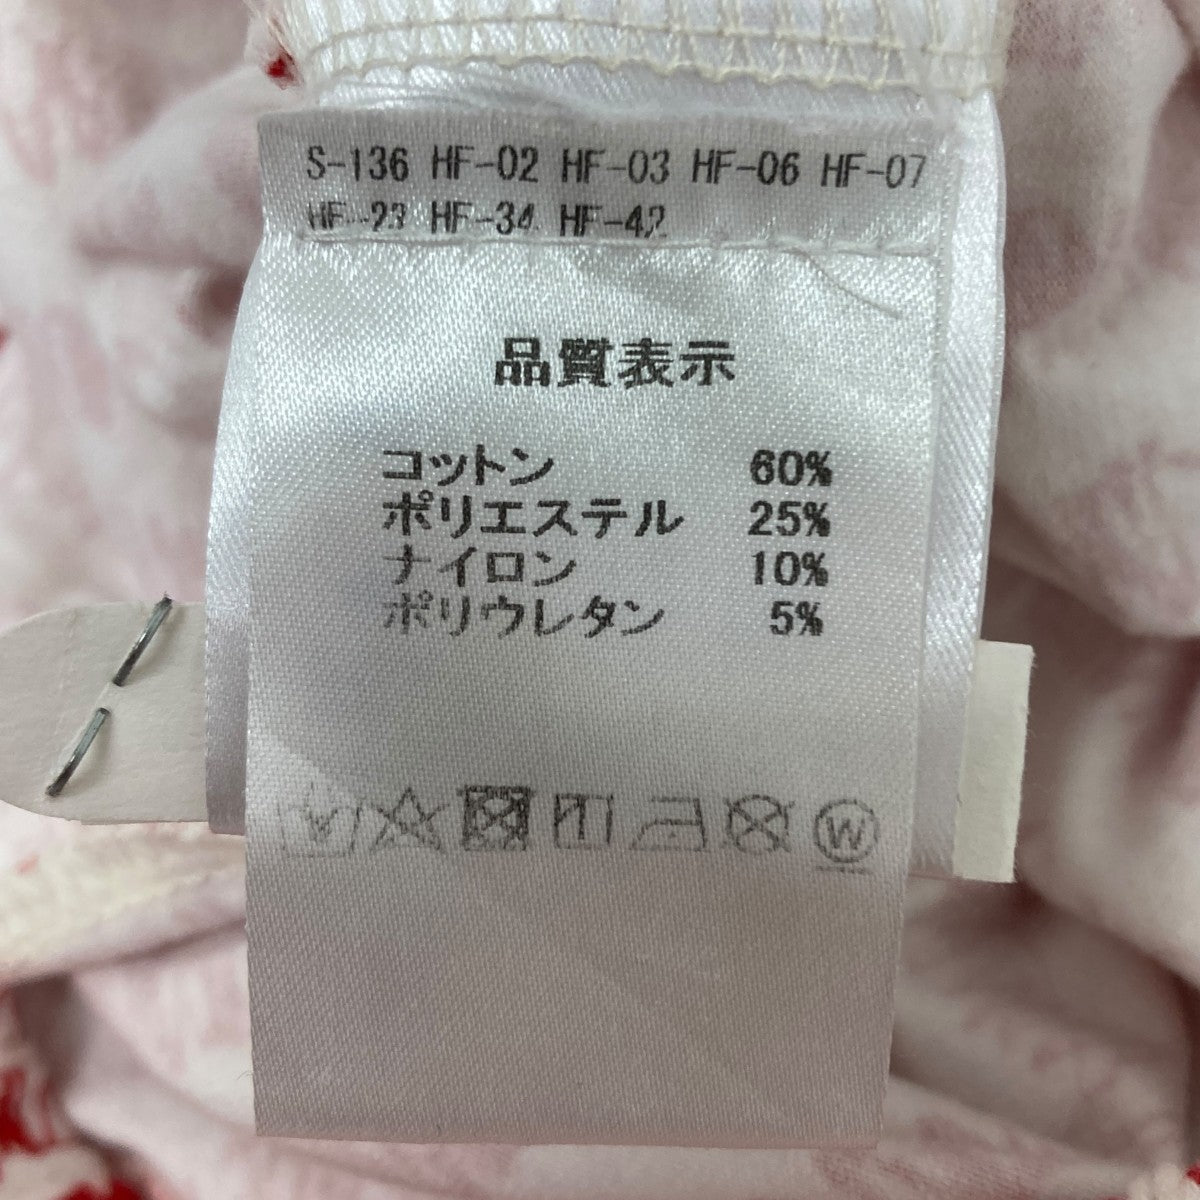 S-136 HF-02 HF-03 HF-06 HF-07
HF-23 HF-34 HF-42
品質表示
コットン 60%
ポリエステル 25%
ナイロン 10%
ポリウレタン 5%
W